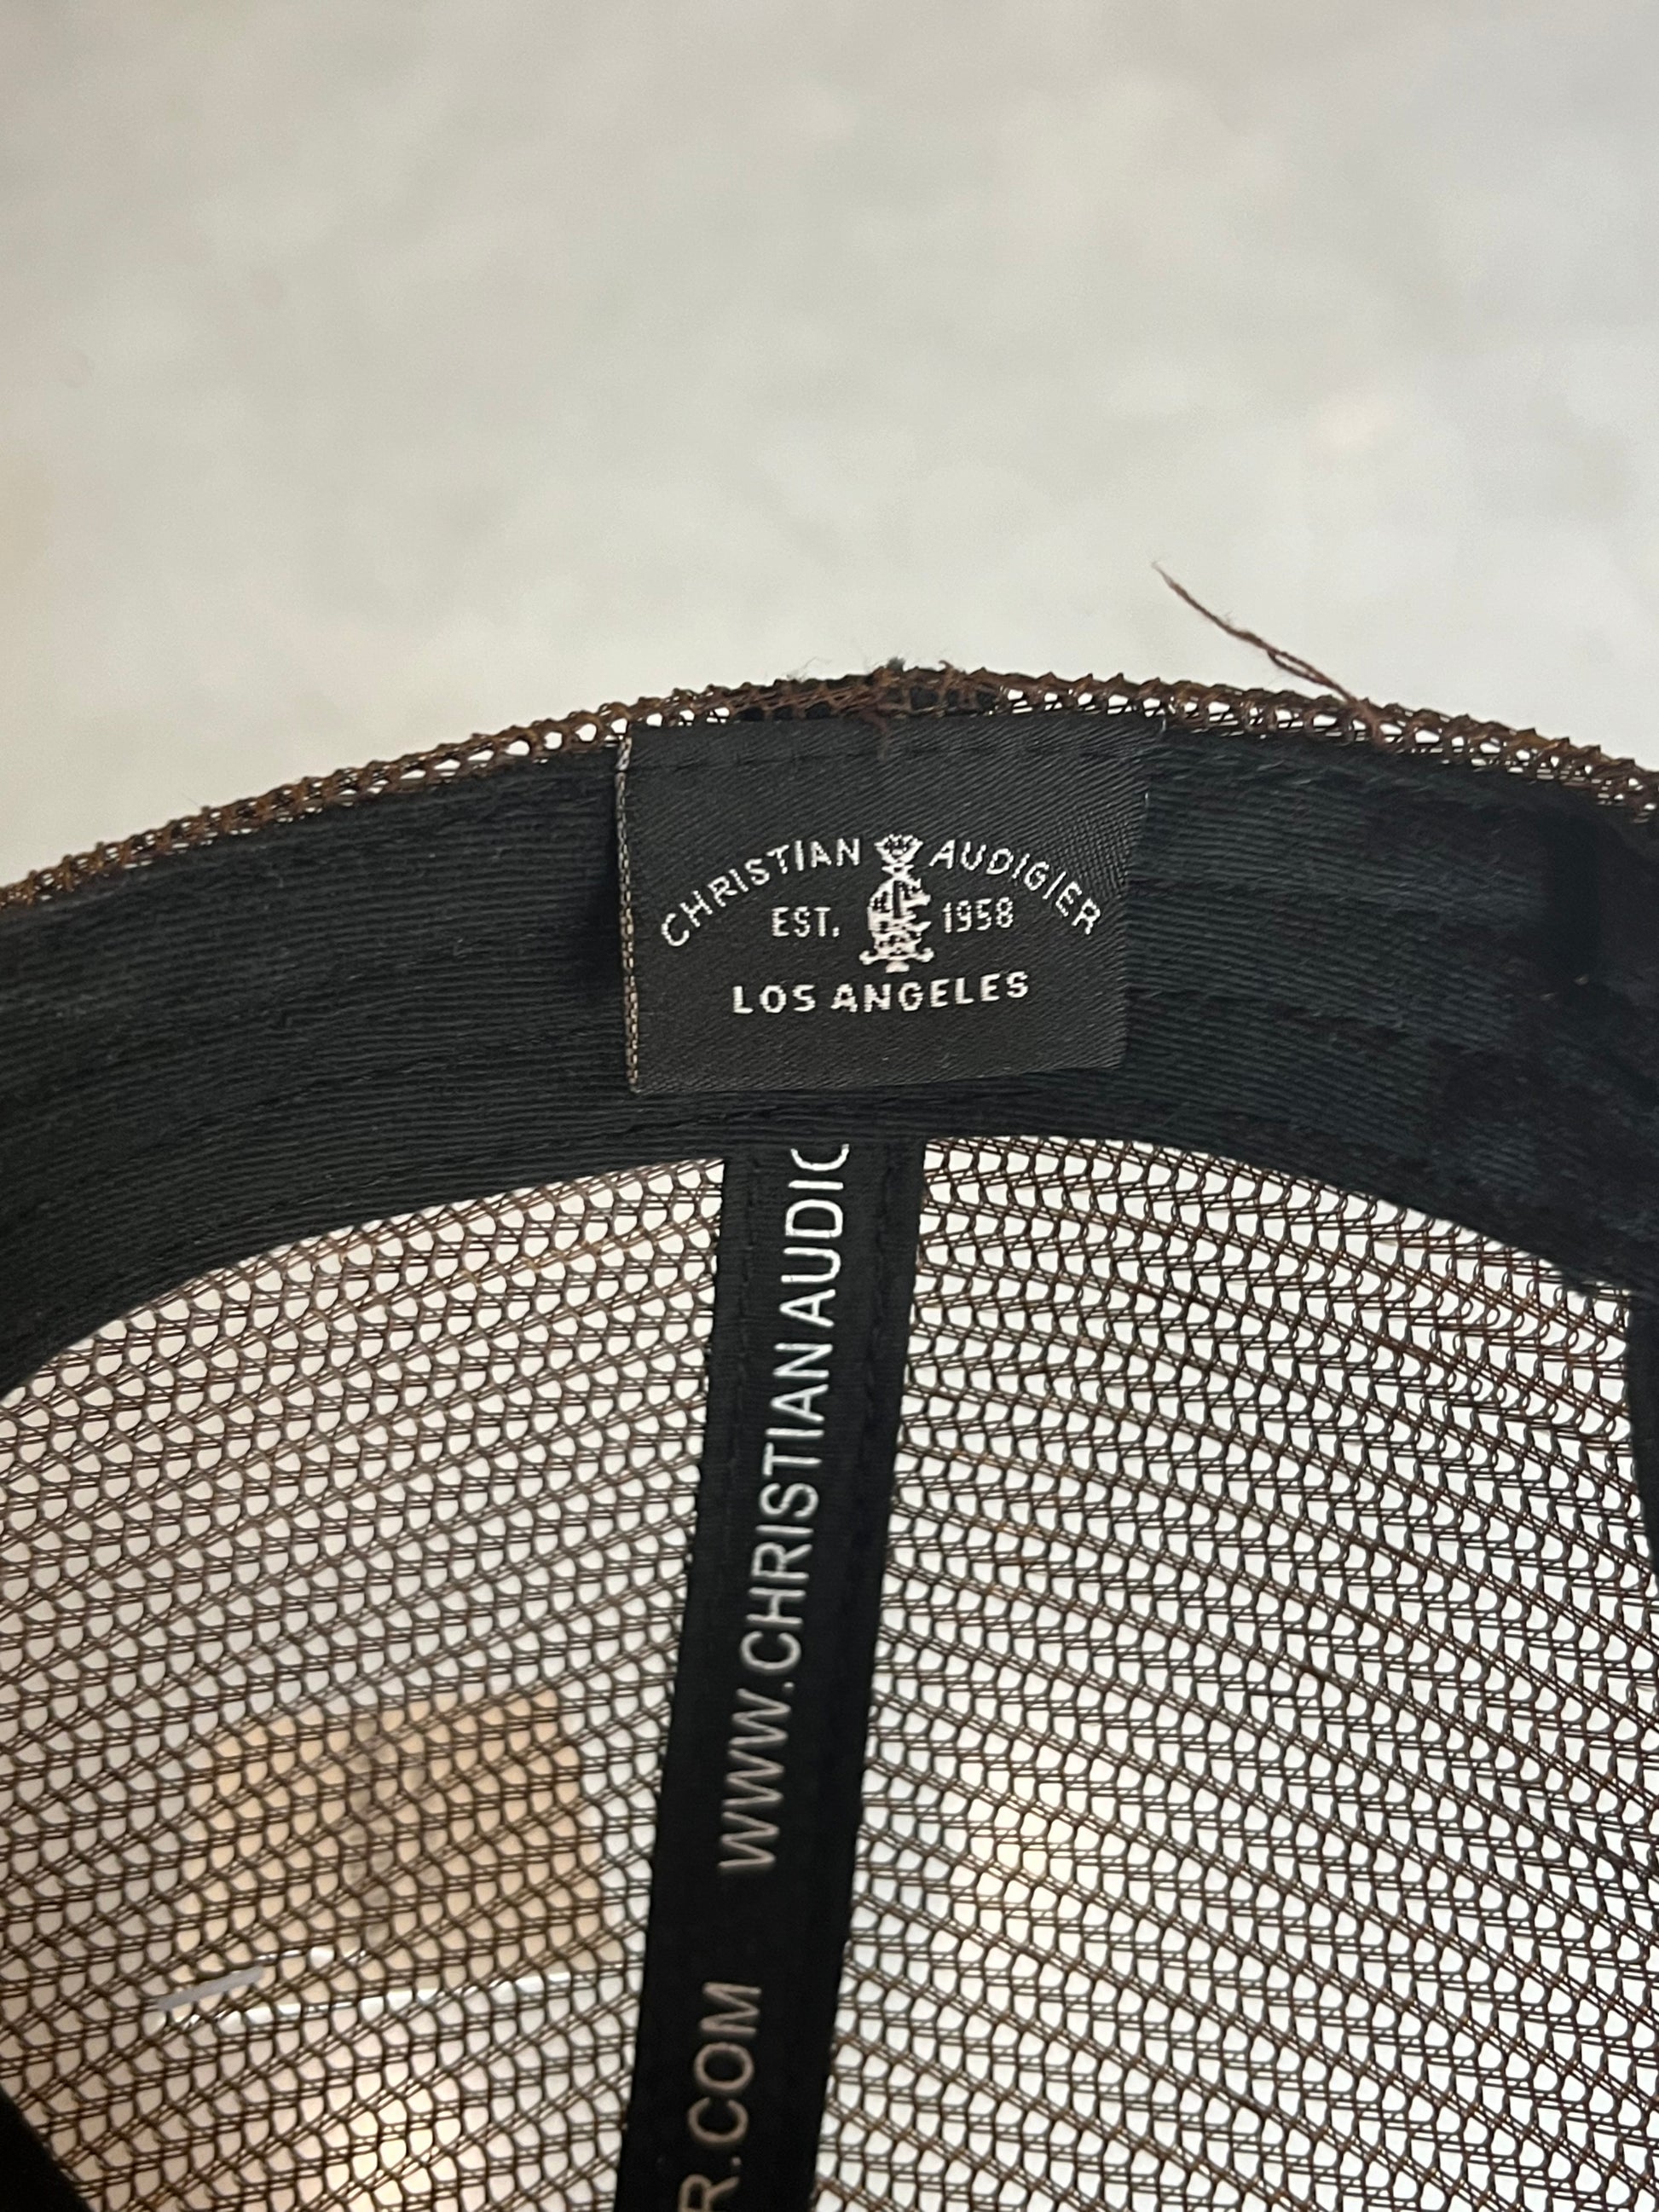 CHRISTIAN AUDIGIER
EST. 1958
LOS ANGELES
WWW.CHRISTIANAUDIG
R.COM